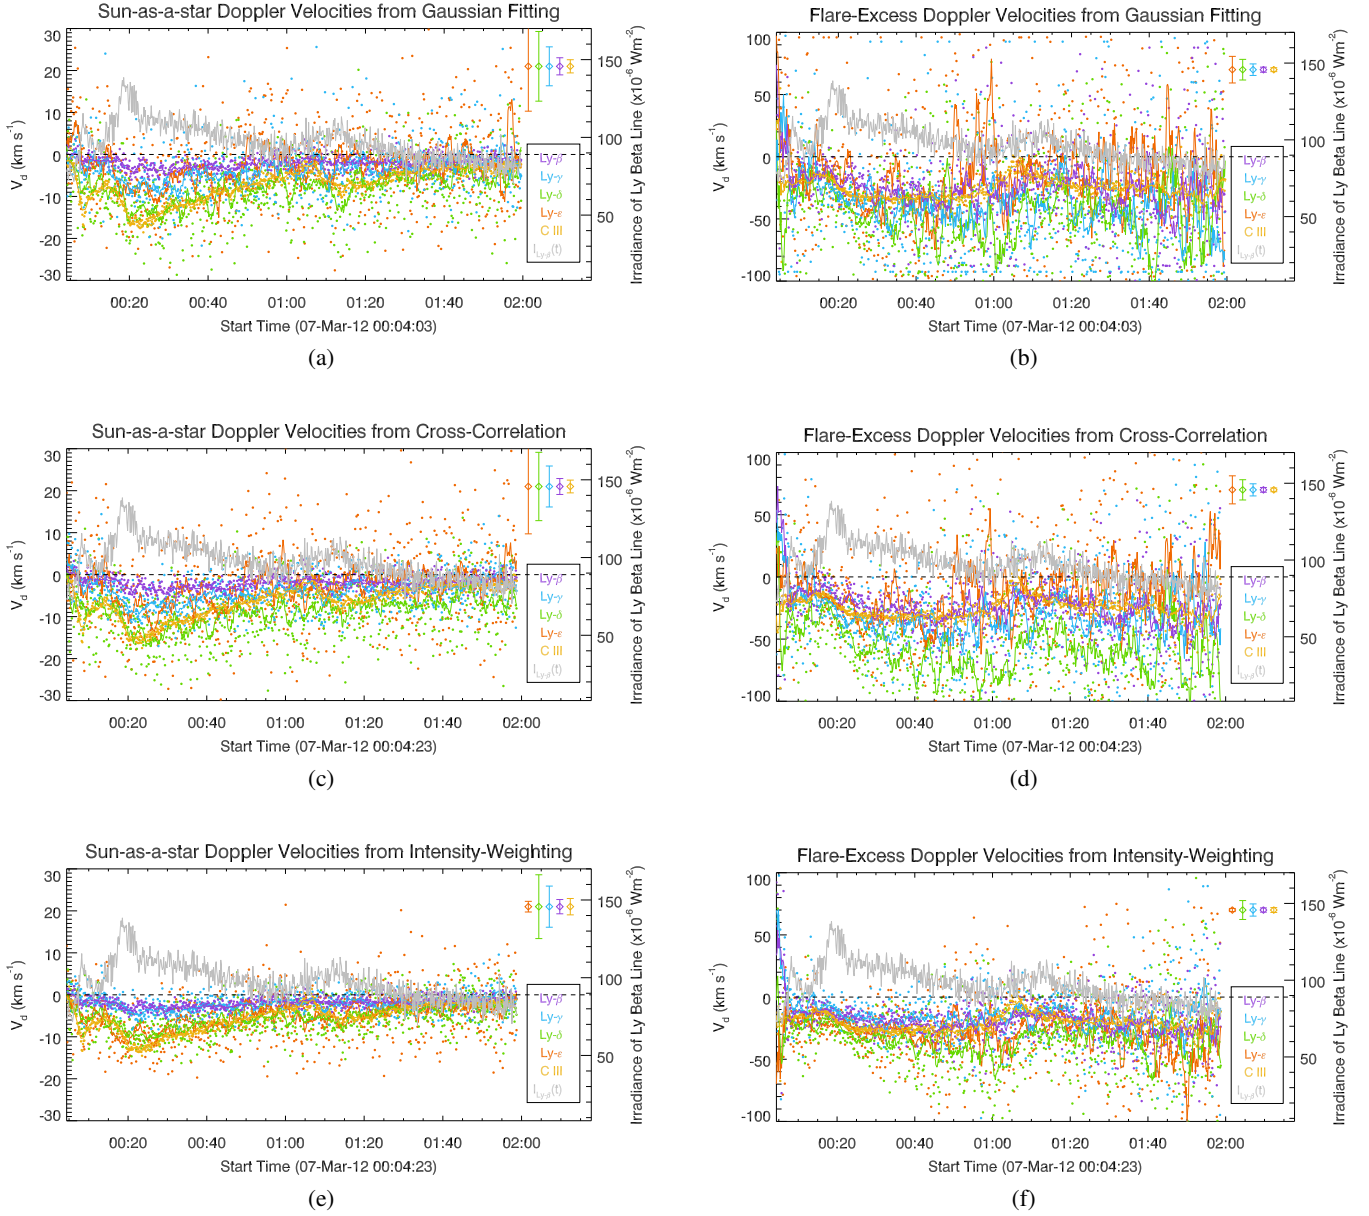 Sun-as-a-star Doppler Velocities from Gaussian Fitting
30
20
10
0
-10
-20
-30
V_d (km s⁻¹)
150
100
50
Irradiance of Ly Beta Line (x10⁻⁶ Wm⁻²)
Ly-β
Ly-γ
Ly-δ
Ly-ε
C III
I_Ly-β(t)
00:20 00:40 01:00 01:20 01:40 02:00
Start Time (07-Mar-12 00:04:03)
(a)
Flare-Excess Doppler Velocities from Gaussian Fitting
100
50
0
-50
-100
V_d (km s⁻¹)
150
100
50
Irradiance of Ly Beta Line (x10⁻⁶ Wm⁻²)
Ly-β
Ly-γ
Ly-δ
Ly-ε
C III
I_Ly-β(t)
00:20 00:40 01:00 01:20 01:40 02:00
Start Time (07-Mar-12 00:04:03)
(b)
Sun-as-a-star Doppler Velocities from Cross-Correlation
30
20
10
0
-10
-20
-30
V_d (km s⁻¹)
150
100
50
Irradiance of Ly Beta Line (x10⁻⁶ Wm⁻²)
Ly-β
Ly-γ
Ly-δ
Ly-ε
C III
I_Ly-β(t)
00:20 00:40 01:00 01:20 01:40 02:00
Start Time (07-Mar-12 00:04:23)
(c)
Flare-Excess Doppler Velocities from Cross-Correlation
100
50
0
-50
-100
V_d (km s⁻¹)
150
100
50
Irradiance of Ly Beta Line (x10⁻⁶ Wm⁻²)
Ly-β
Ly-γ
Ly-δ
Ly-ε
C III
I_Ly-β(t)
00:20 00:40 01:00 01:20 01:40 02:00
Start Time (07-Mar-12 00:04:23)
(d)
Sun-as-a-star Doppler Velocities from Intensity-Weighting
30
20
10
0
-10
-20
-30
V_d (km s⁻¹)
150
100
50
Irradiance of Ly Beta Line (x10⁻⁶ Wm⁻²)
Ly-β
Ly-γ
Ly-δ
Ly-ε
C III
I_Ly-β(t)
00:20 00:40 01:00 01:20 01:40 02:00
Start Time (07-Mar-12 00:04:23)
(e)
Flare-Excess Doppler Velocities from Intensity-Weighting
100
50
0
-50
-100
V_d (km s⁻¹)
150
100
50
Irradiance of Ly Beta Line (x10⁻⁶ Wm⁻²)
Ly-β
Ly-γ
Ly-δ
Ly-ε
C III
I_Ly-β(t)
00:20 00:40 01:00 01:20 01:40 02:00
Start Time (07-Mar-12 00:04:23)
(f)